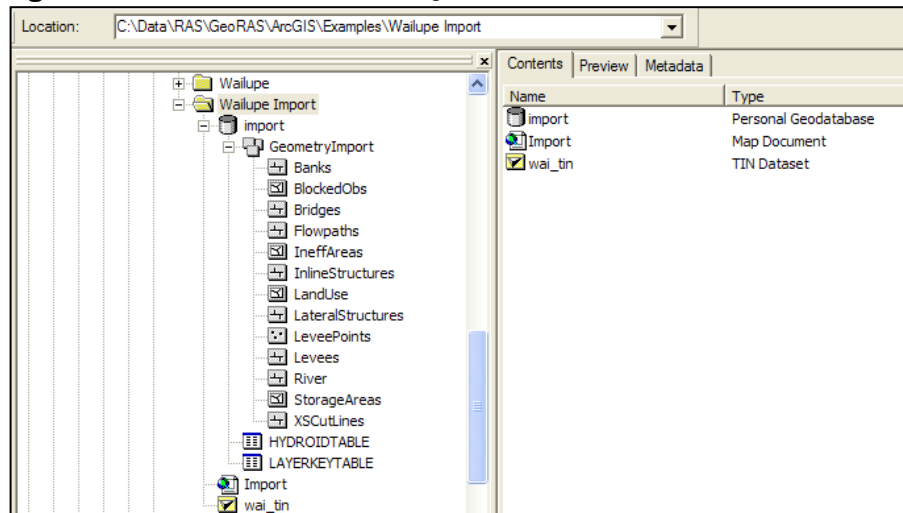 Location: C:\Data\RAS\GeoRAS\ArcGIS\Examples\Wailupe Import
Contents Preview Metadata
Wailupe
Wailupe Import
import
GeometryImport
Banks
BlockedObs
Bridges
Flowpaths
IneffAreas
InlineStructures
LandUse
LateralStructures
LeveePoints
Levees
River
StorageAreas
XSCutLines
HYDROIDTABLE
LAYERKEYTABLE
Import
wai_tin
Name Type
import Personal Geodatabase
Import Map Document
wai_tin TIN Dataset